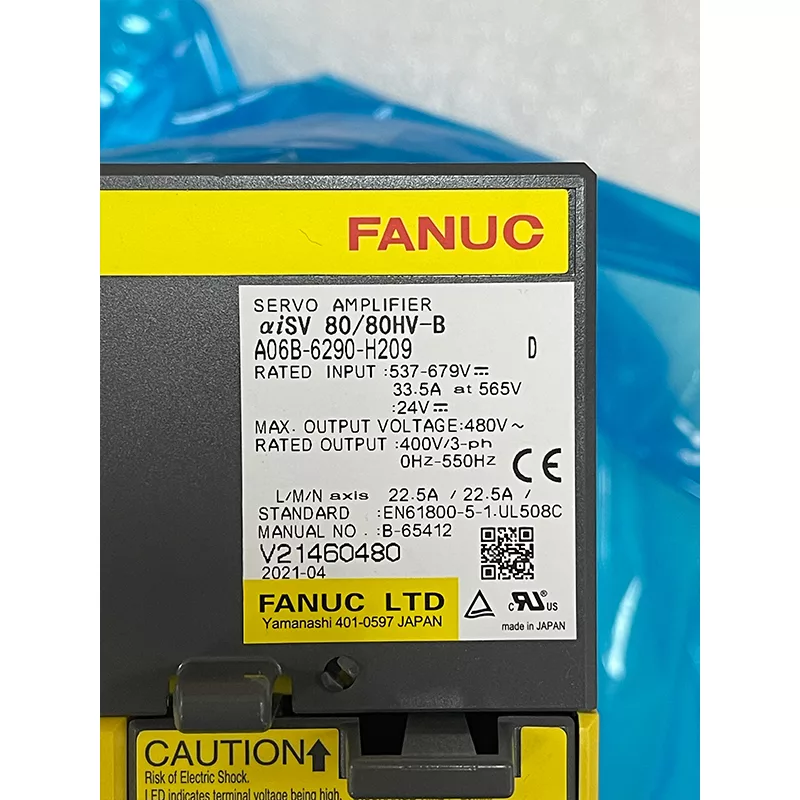 FANUC
SERVO AMPLIFIER
αiSV 80/80HV-B
A06B-6290-H209 D
RATED INPUT :537-679V⎓
33.5A at 565V
:24V⎓
MAX. OUTPUT VOLTAGE:480V~
RATED OUTPUT :400V/3-ph
0Hz-550Hz
CE
L/M/N axis 22.5A / 22.5A /
STANDARD :EN61800-5-1.UL508C
MANUAL NO. :B-65412
V21460480
2021-04
FANUC LTD
Yamanashi 401-0597 JAPAN
c RU US
made in JAPAN
CAUTION
Risk of Electric Shock.
LED indicates terminal voltage being high.